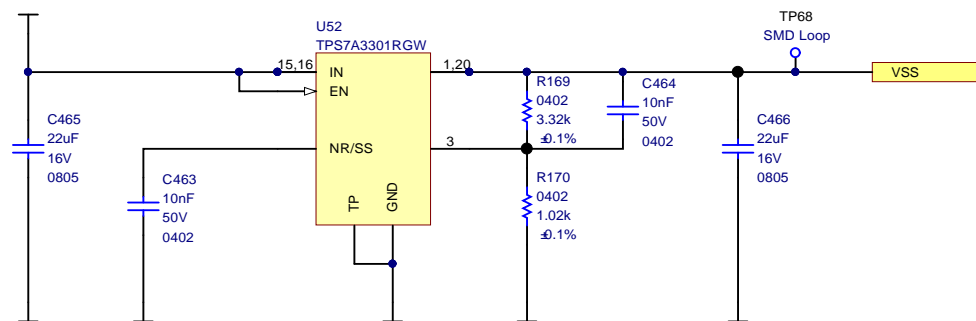 TP68
SMD Loop
U52
TPS7A3301RGW
15,16
IN
EN
NR/SS
TP
GND
1,20
3
R169
0402
3.32k
±0.1%
C464
10nF
50V
0402
VSS
C465
22uF
16V
0805
C463
10nF
50V
0402
R170
0402
1.02k
±0.1%
C466
22uF
16V
0805